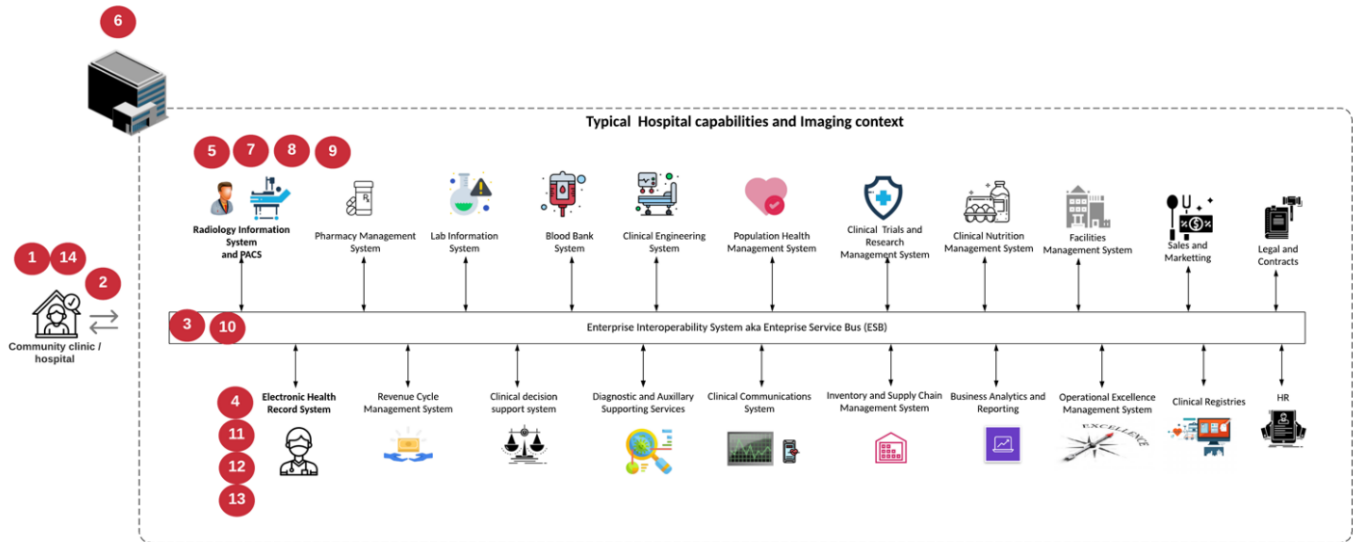 6
Typical Hospital capabilities and Imaging context
5
7
8
9
Radiology Information
System
and PACS
Pharmacy Management
System
Lab Information
System
Blood Bank
System
Clinical Engineering
System
Population Health
Management System
Clinical Trials and
Research
Management System
Clinical Nutrition
Management System
Facilities
Management System
Sales and
Marketting
Legal and
Contracts
1
14
2
Community clinic /
hospital
3
10
Enterprise Interoperability System aka Enteprise Service Bus (ESB)
4
11
12
13
Electronic Health
Record System
Revenue Cycle
Management System
Clinical decision
support system
Diagnostic and Auxillary
Supporting Services
Clinical Communications
System
Inventory and Supply Chain
Management System
Business Analytics and
Reporting
Operational Excellence
Management System
EXCELLENCE
Clinical Registries
HR